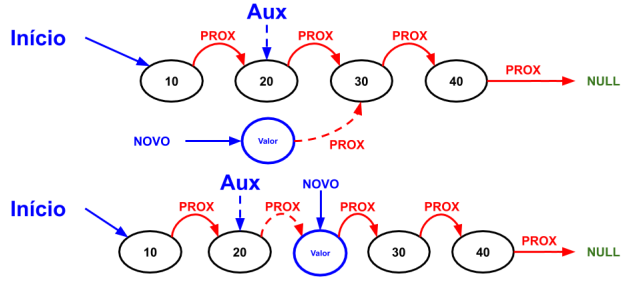 Aux
Início
PROX PROX PROX
10 20 30 40 PROX NULL
NOVO Valor PROX
Aux NOVO
Início PROX PROX PROX PROX
10 20 Valor 30 40 PROX NULL